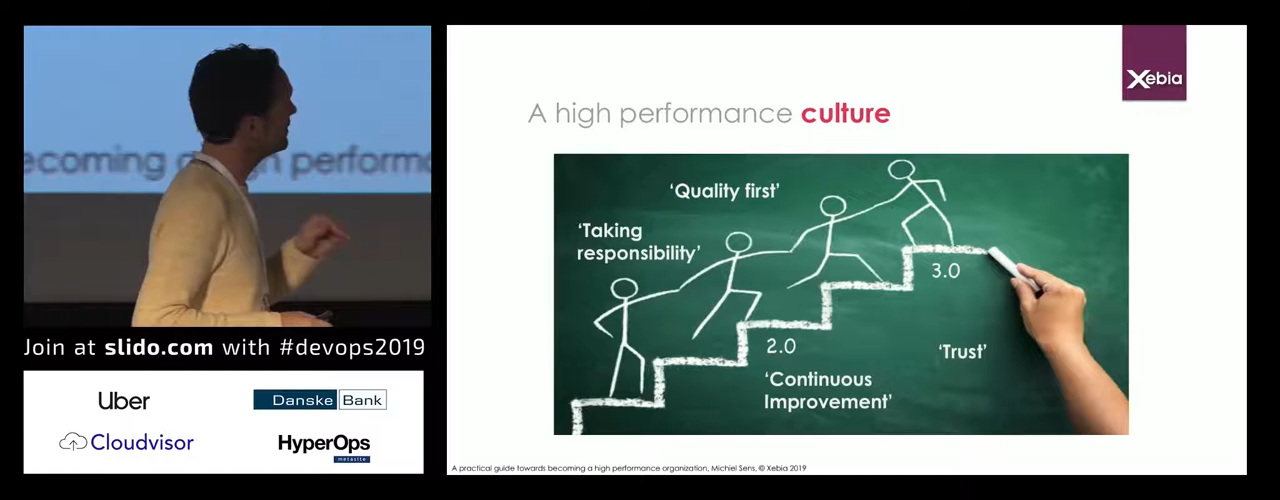 ecoming a high performa
Join at slido.com with #devops2019
Uber
Danske Bank
Cloudvisor
HyperOps
metasite
Xebia
A high performance culture
‘Quality first’
‘Taking
responsibility’
3.0
2.0
‘Trust’
‘Continuous
Improvement’
A practical guide towards becoming a high performance organization, Michiel Sens, © Xebia 2019